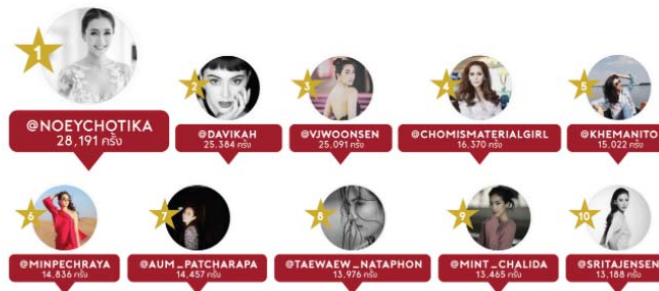 1
@NOEYCHOTIKA
28,191 ครั้ง
2
@DAVIKAH
25,384 ครั้ง
3
@VJWOONSEN
25,091 ครั้ง
4
@CHOMISMATERIALGIRL
16,370 ครั้ง
5
@KHEMANITO
15,022 ครั้ง
6
@MINPECHRAYA
14,836 ครั้ง
7
@AUM_PATCHARAPA
14,457 ครั้ง
8
@TAEWAEW_NATAPHON
13,976 ครั้ง
9
@MINT_CHALIDA
13,465 ครั้ง
10
@SRITAJENSEN
13,188 ครั้ง